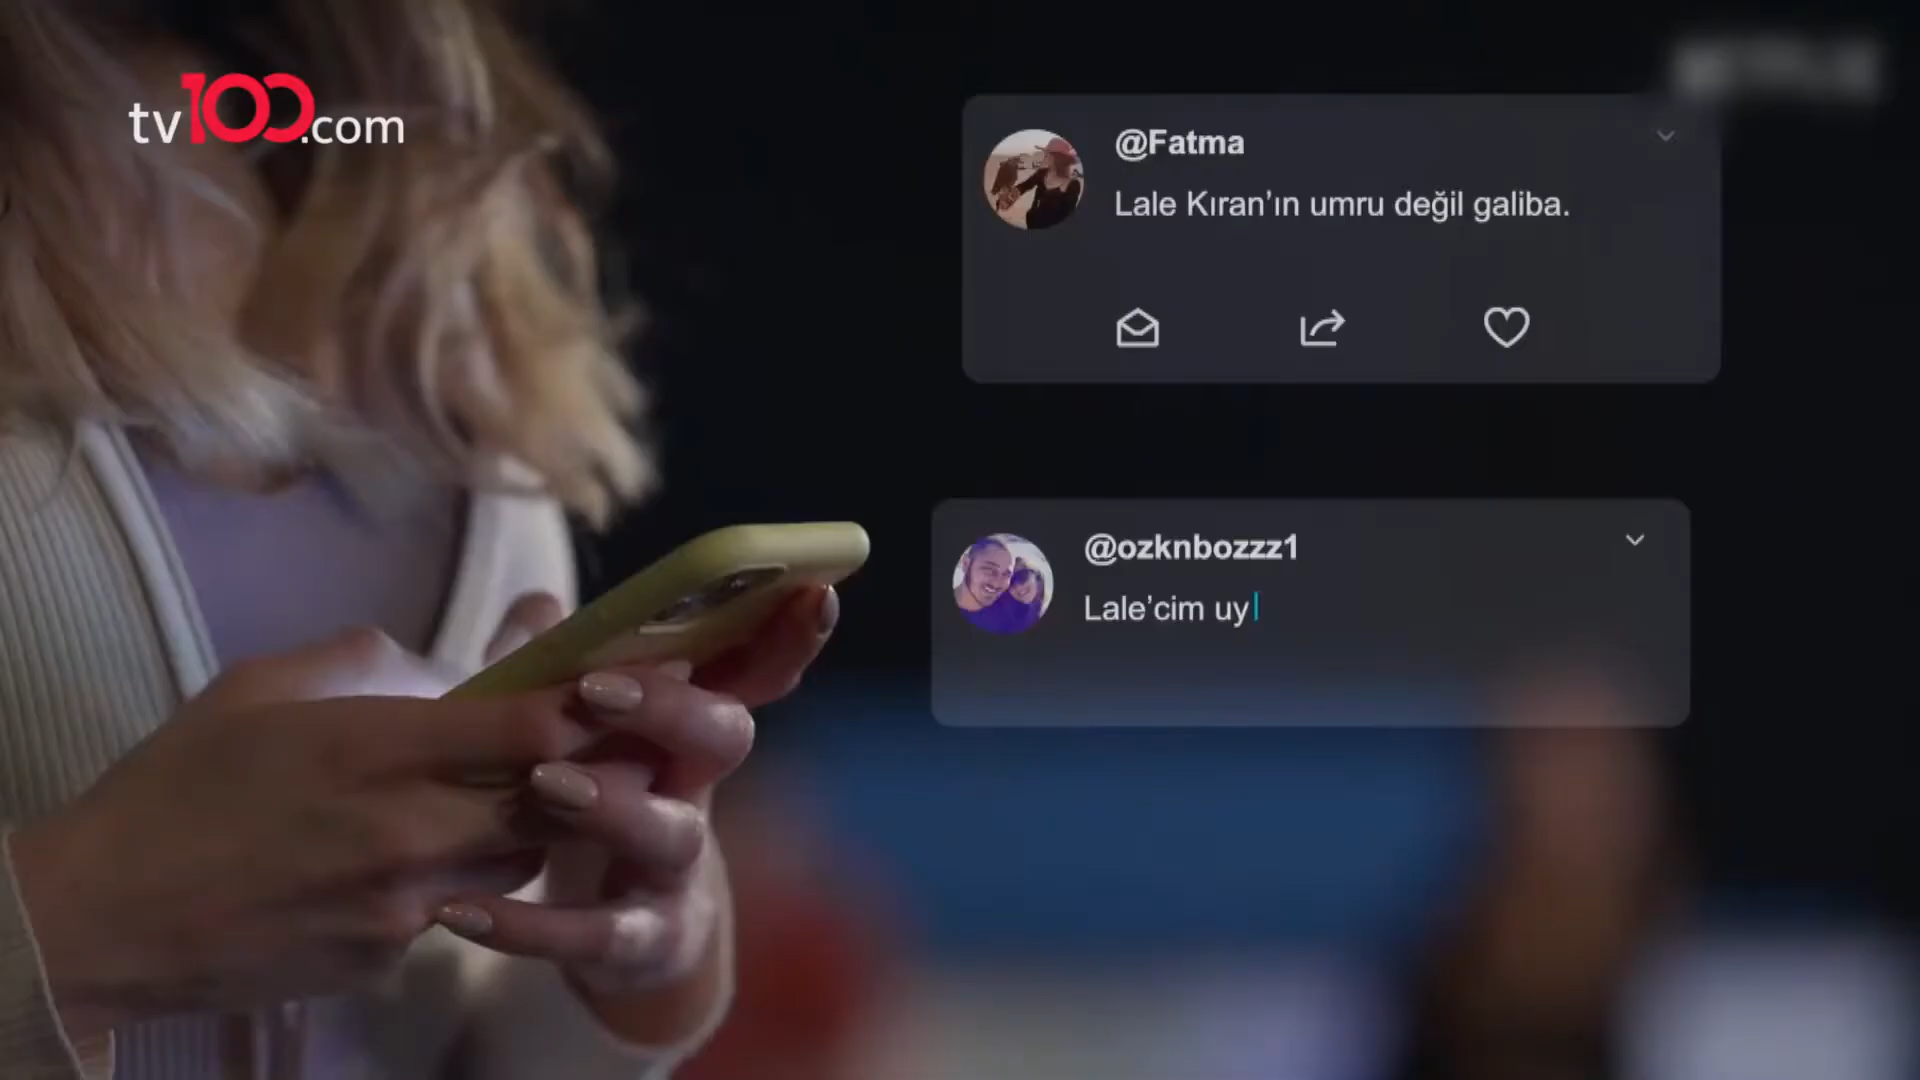 tv100.com
@Fatma
Lale Kıran’ın umru değil galiba.
@ozknbozzz1
Lale’cim uy